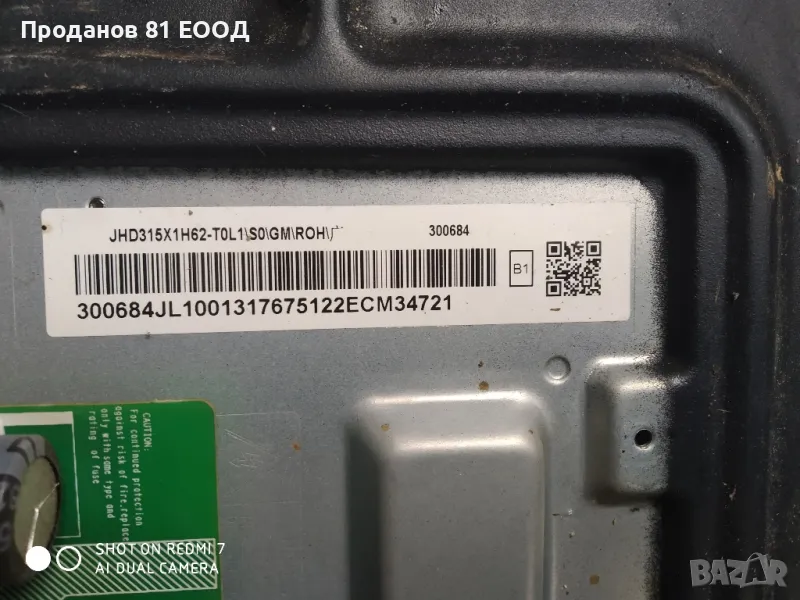 Проданов 81 ЕООД
JHD315X1H62-T0L1\S0\GM\ROH\
300684
B1
300684JL1001317675122ECM34721
CAUTION:
For continued protection
against risk of fire,replace
only with same type and
rating of fuse
SHOT ON REDMI 7
AI DUAL CAMERA
BAZAR